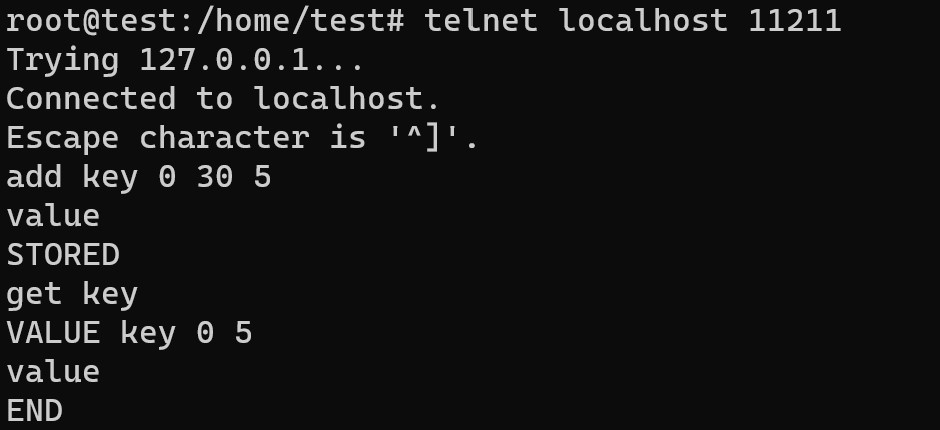 root@test:/home/test# telnet localhost 11211
Trying 127.0.0.1...
Connected to localhost.
Escape character is '^]'.
add key 0 30 5
value
STORED
get key
VALUE key 0 5
value
END